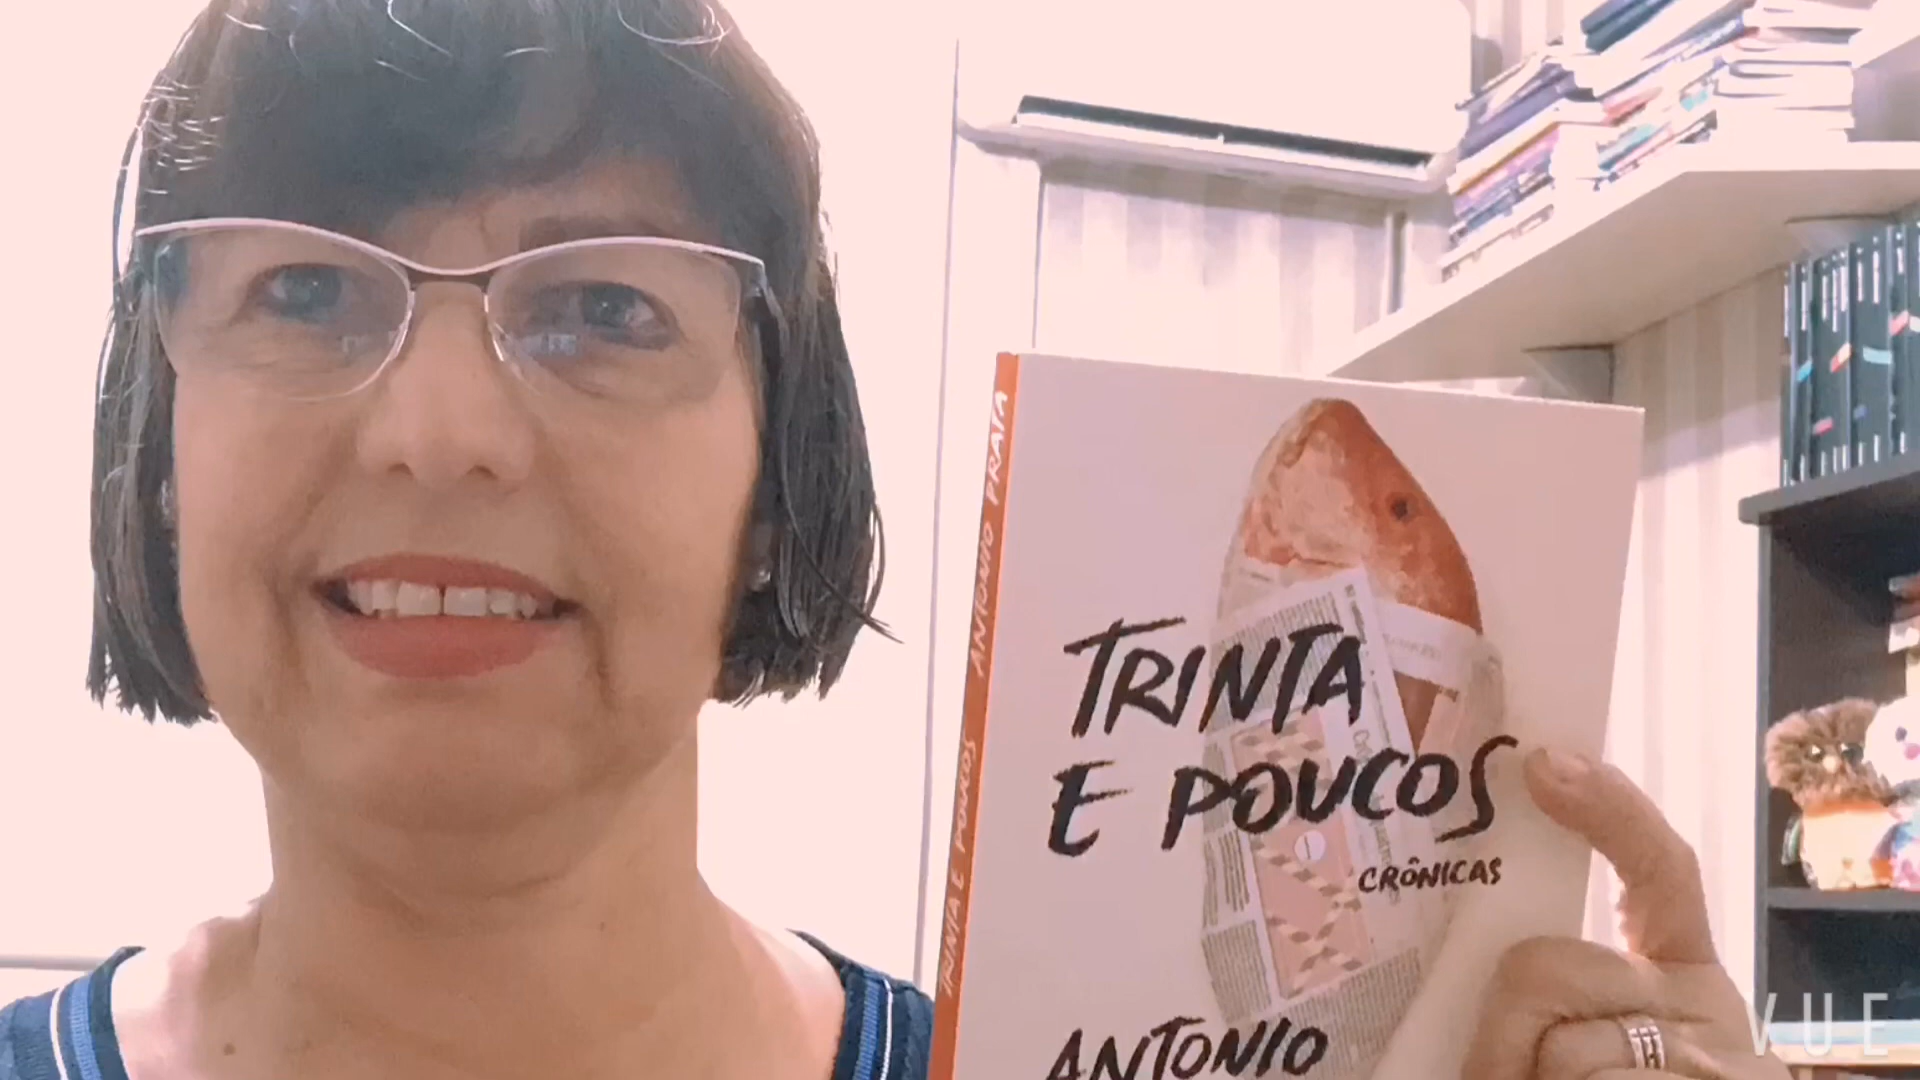 TRINTA E POUCOS ANTONIO PRATA
TRINTA
E POUCOS
CRÔNICAS
ANTONIO
VUE